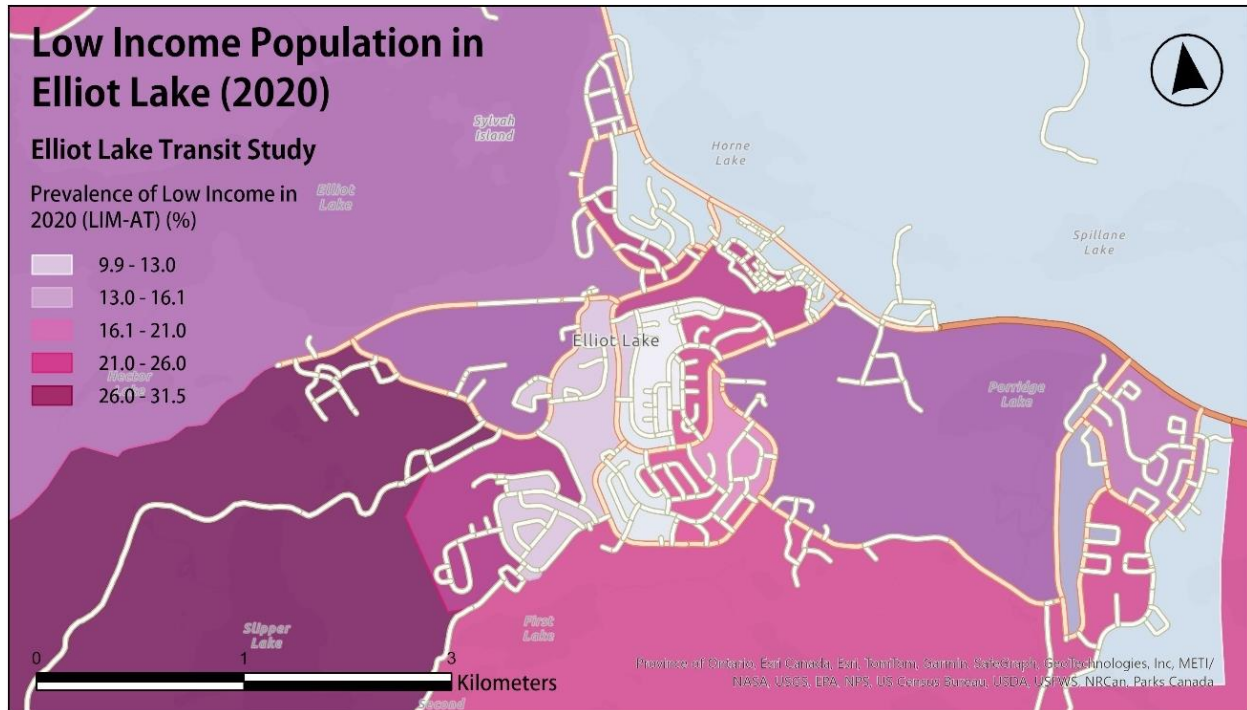 Low Income Population in
Elliot Lake (2020)
Elliot Lake Transit Study
Prevalence of Low Income in
2020 (LIM-AT) (%)
9.9 - 13.0
13.0 - 16.1
16.1 - 21.0
21.0 - 26.0
26.0 - 31.5
Sylvah
Island
Elliot
Lake
Horne
Lake
Spillane
Lake
Elliot Lake
Hector
Lake
Porridge
Lake
First
Lake
Slipper
Lake
Second
0 1 3
Kilometers
Province of Ontario, Esri Canada, Esri, TomTom, Garmin, SafeGraph, GeoTechnologies, Inc, METI/
NASA, USGS, EPA, NPS, US Census Bureau, USDA, USFWS, NRCan, Parks Canada